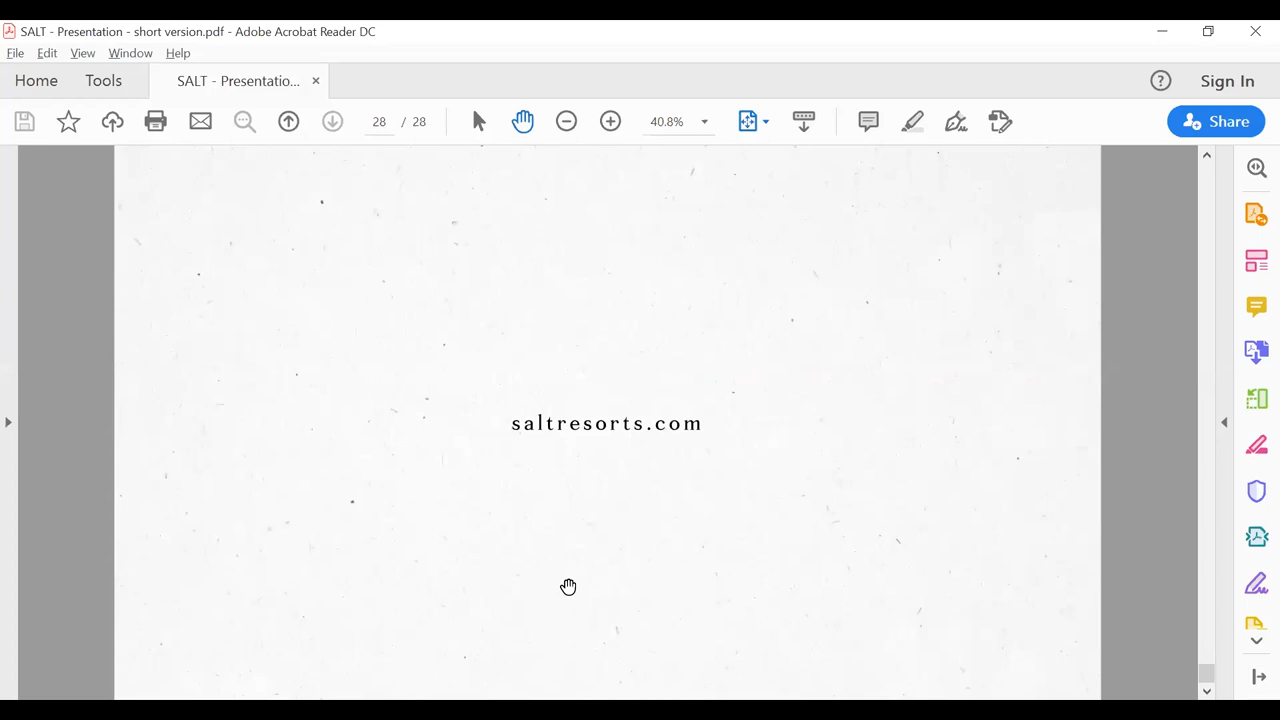 SALT - Presentation - short version.pdf - Adobe Acrobat Reader DC
File Edit View Window Help
Home Tools SALT - Presentatio... × ? Sign In
28 / 28 40.8% Share
saltresorts.com